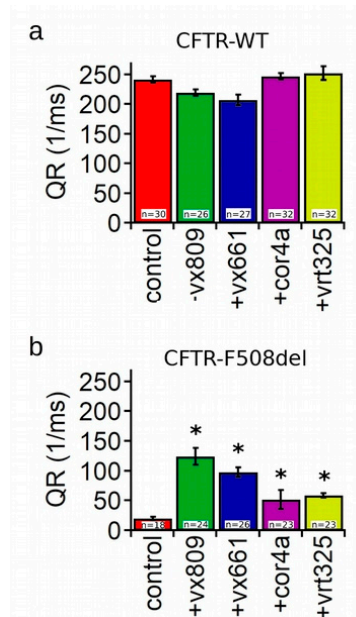 a
CFTR-WT
QR (1/ms)
250
200
150
100
50
0
n=30 n=26 n=27 n=32 n=32
control
-vx809
+vx661
+cor4a
+vrt325
b
CFTR-F508del
QR (1/ms)
250
200
150
100
50
0
* * * *
n=18 n=24 n=26 n=23 n=23
control
+vx809
+vx661
+cor4a
+vrt325